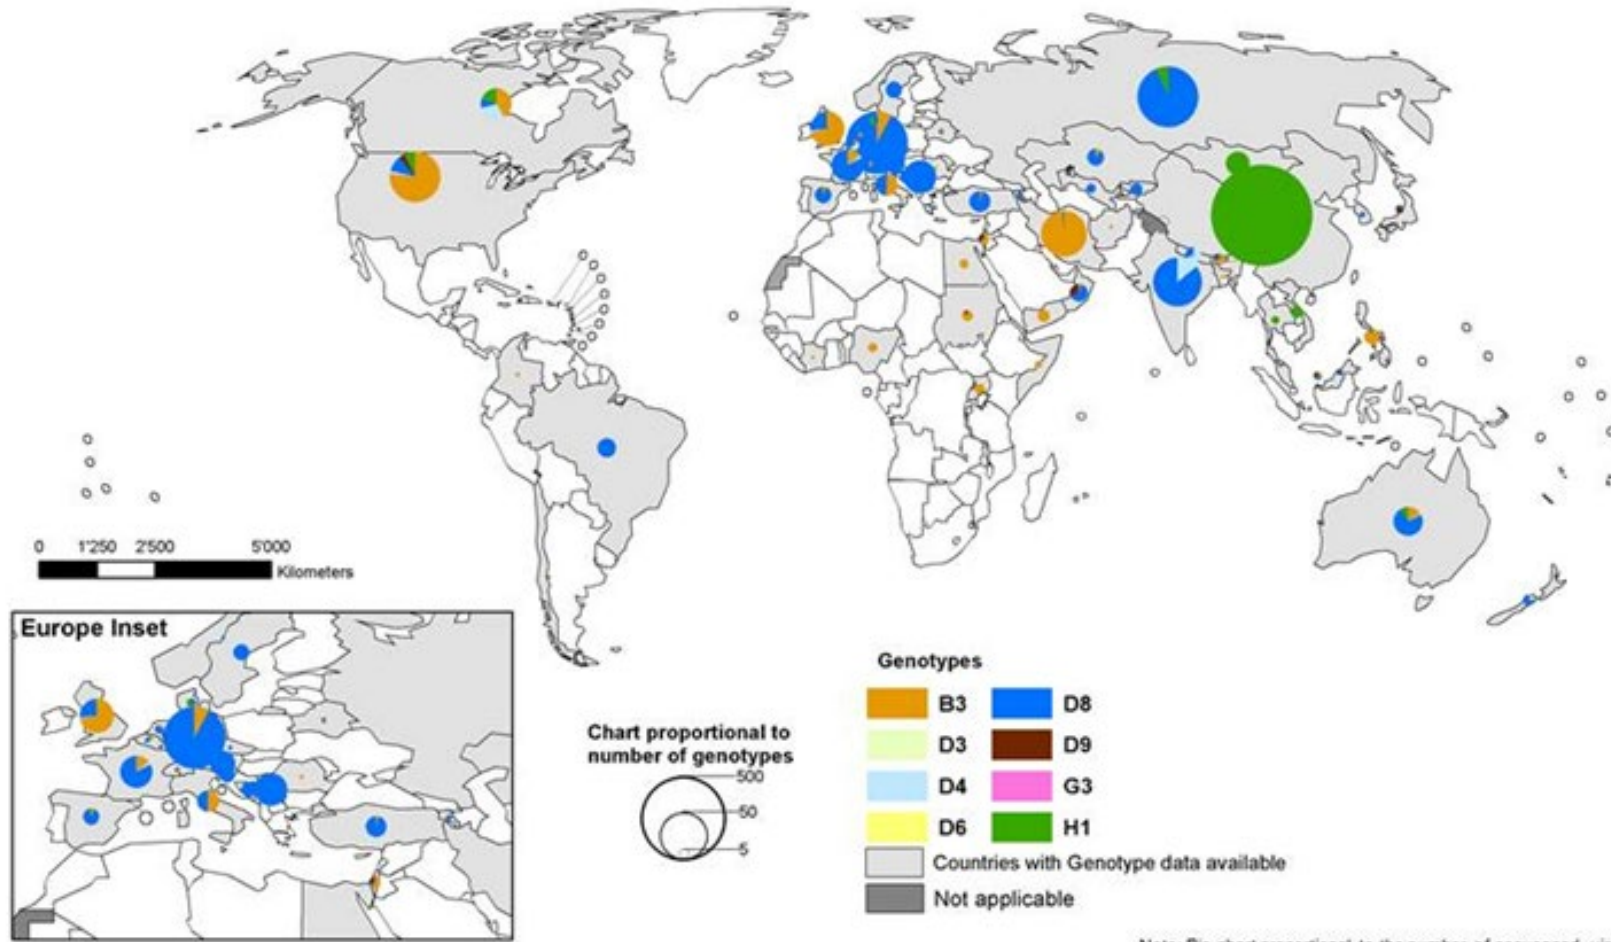 0 1'250 2'500 5'000
Kilometers
Europe Inset
Chart proportional to
number of genotypes
500
50
5
Genotypes
B3 D8
D3 D9
D4 G3
D6 H1
Countries with Genotype data available
Not applicable